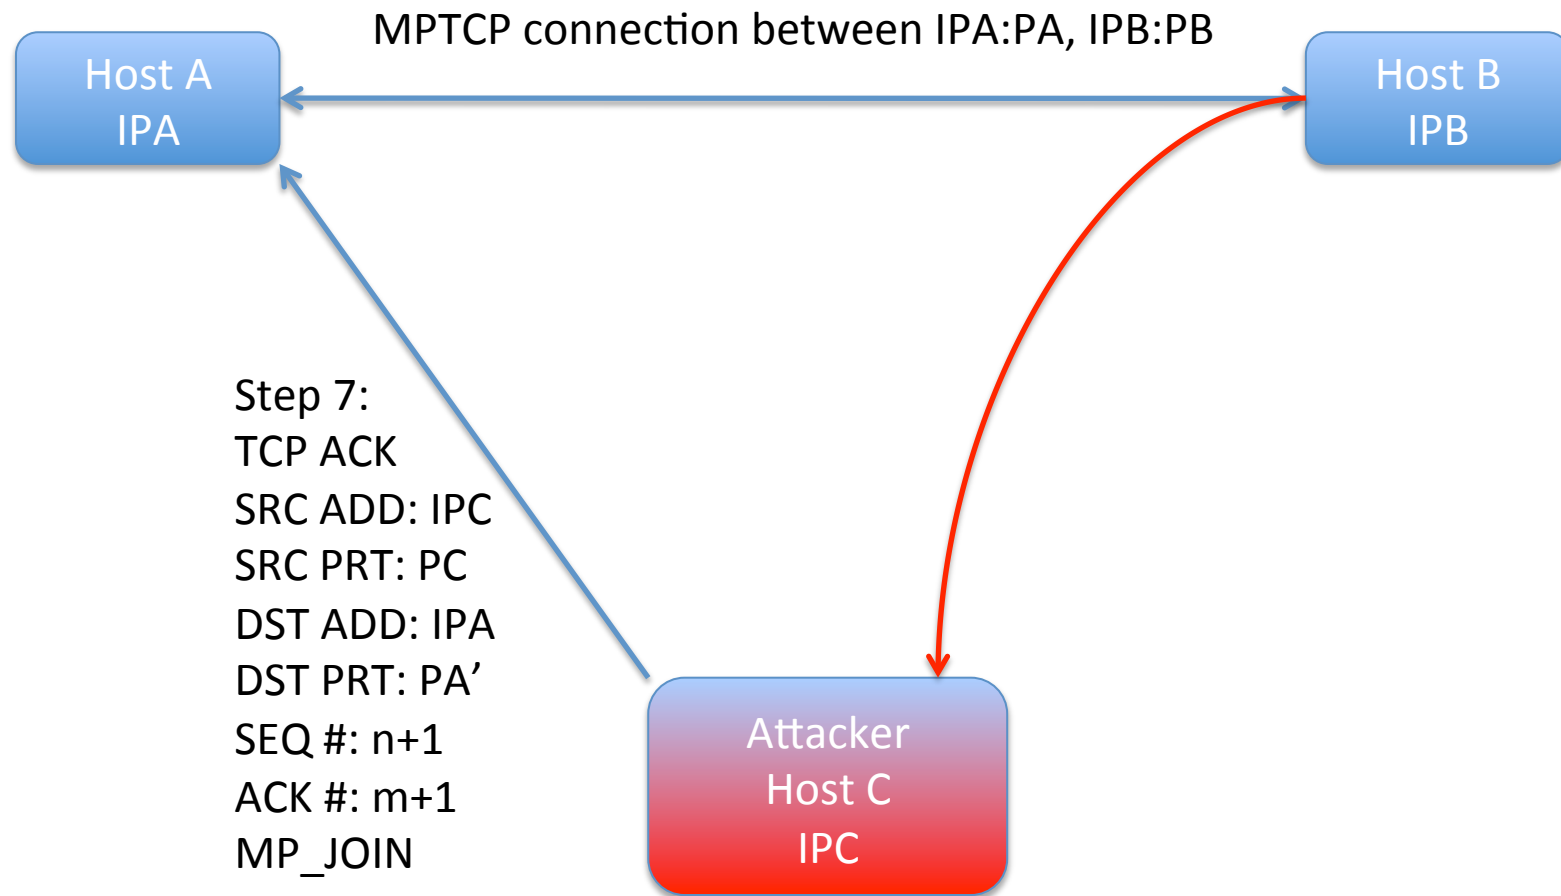 MPTCP connection between IPA:PA, IPB:PB
Host A
IPA
Host B
IPB
Step 7:
TCP ACK
SRC ADD: IPC
SRC PRT: PC
DST ADD: IPA
DST PRT: PA’
SEQ #: n+1
ACK #: m+1
MP_JOIN
Attacker
Host C
IPC